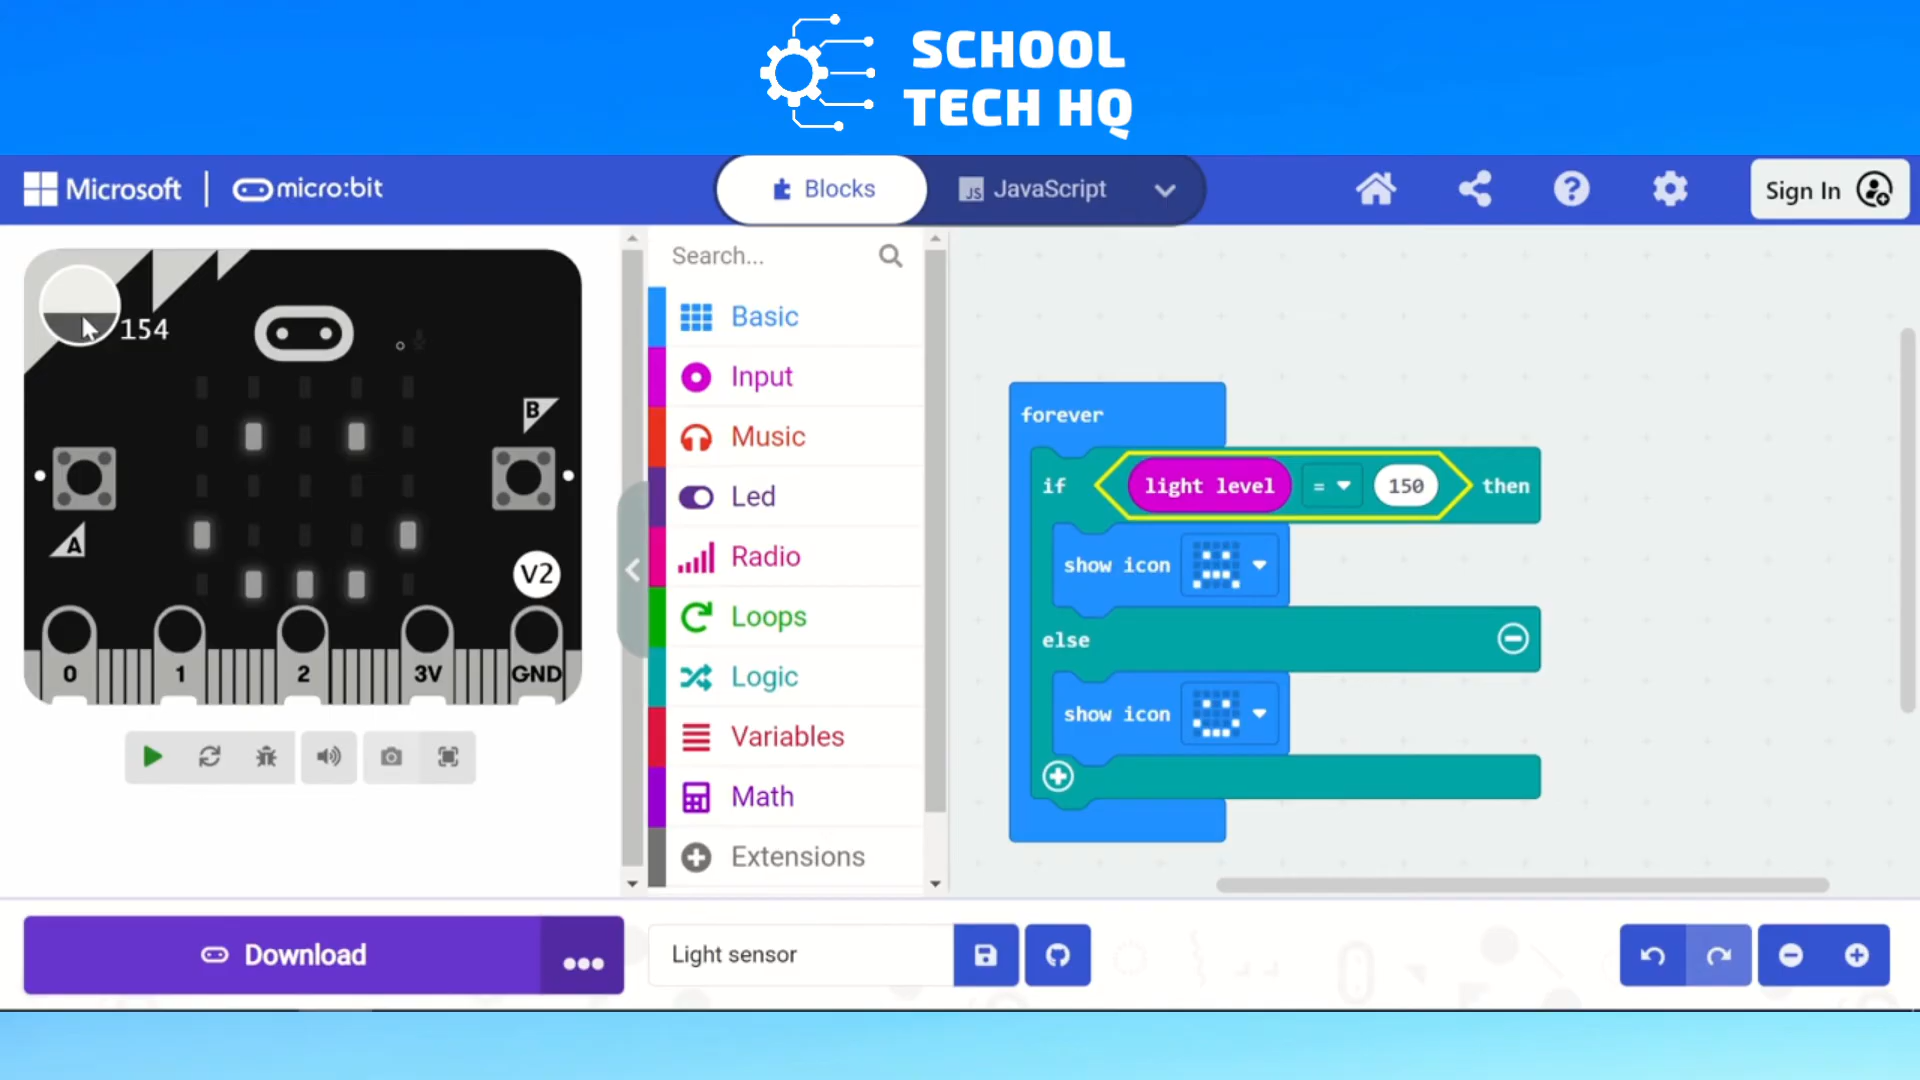 SCHOOL
TECH HQ
Microsoft
micro:bit
Blocks
JS JavaScript
Sign In
154
B
A
V2
0 1 2 3V GND
Search...
Basic
Input
Music
Led
Radio
Loops
Logic
Variables
Math
Extensions
forever
if light level = 150 then
show icon
else
show icon
Download
Light sensor